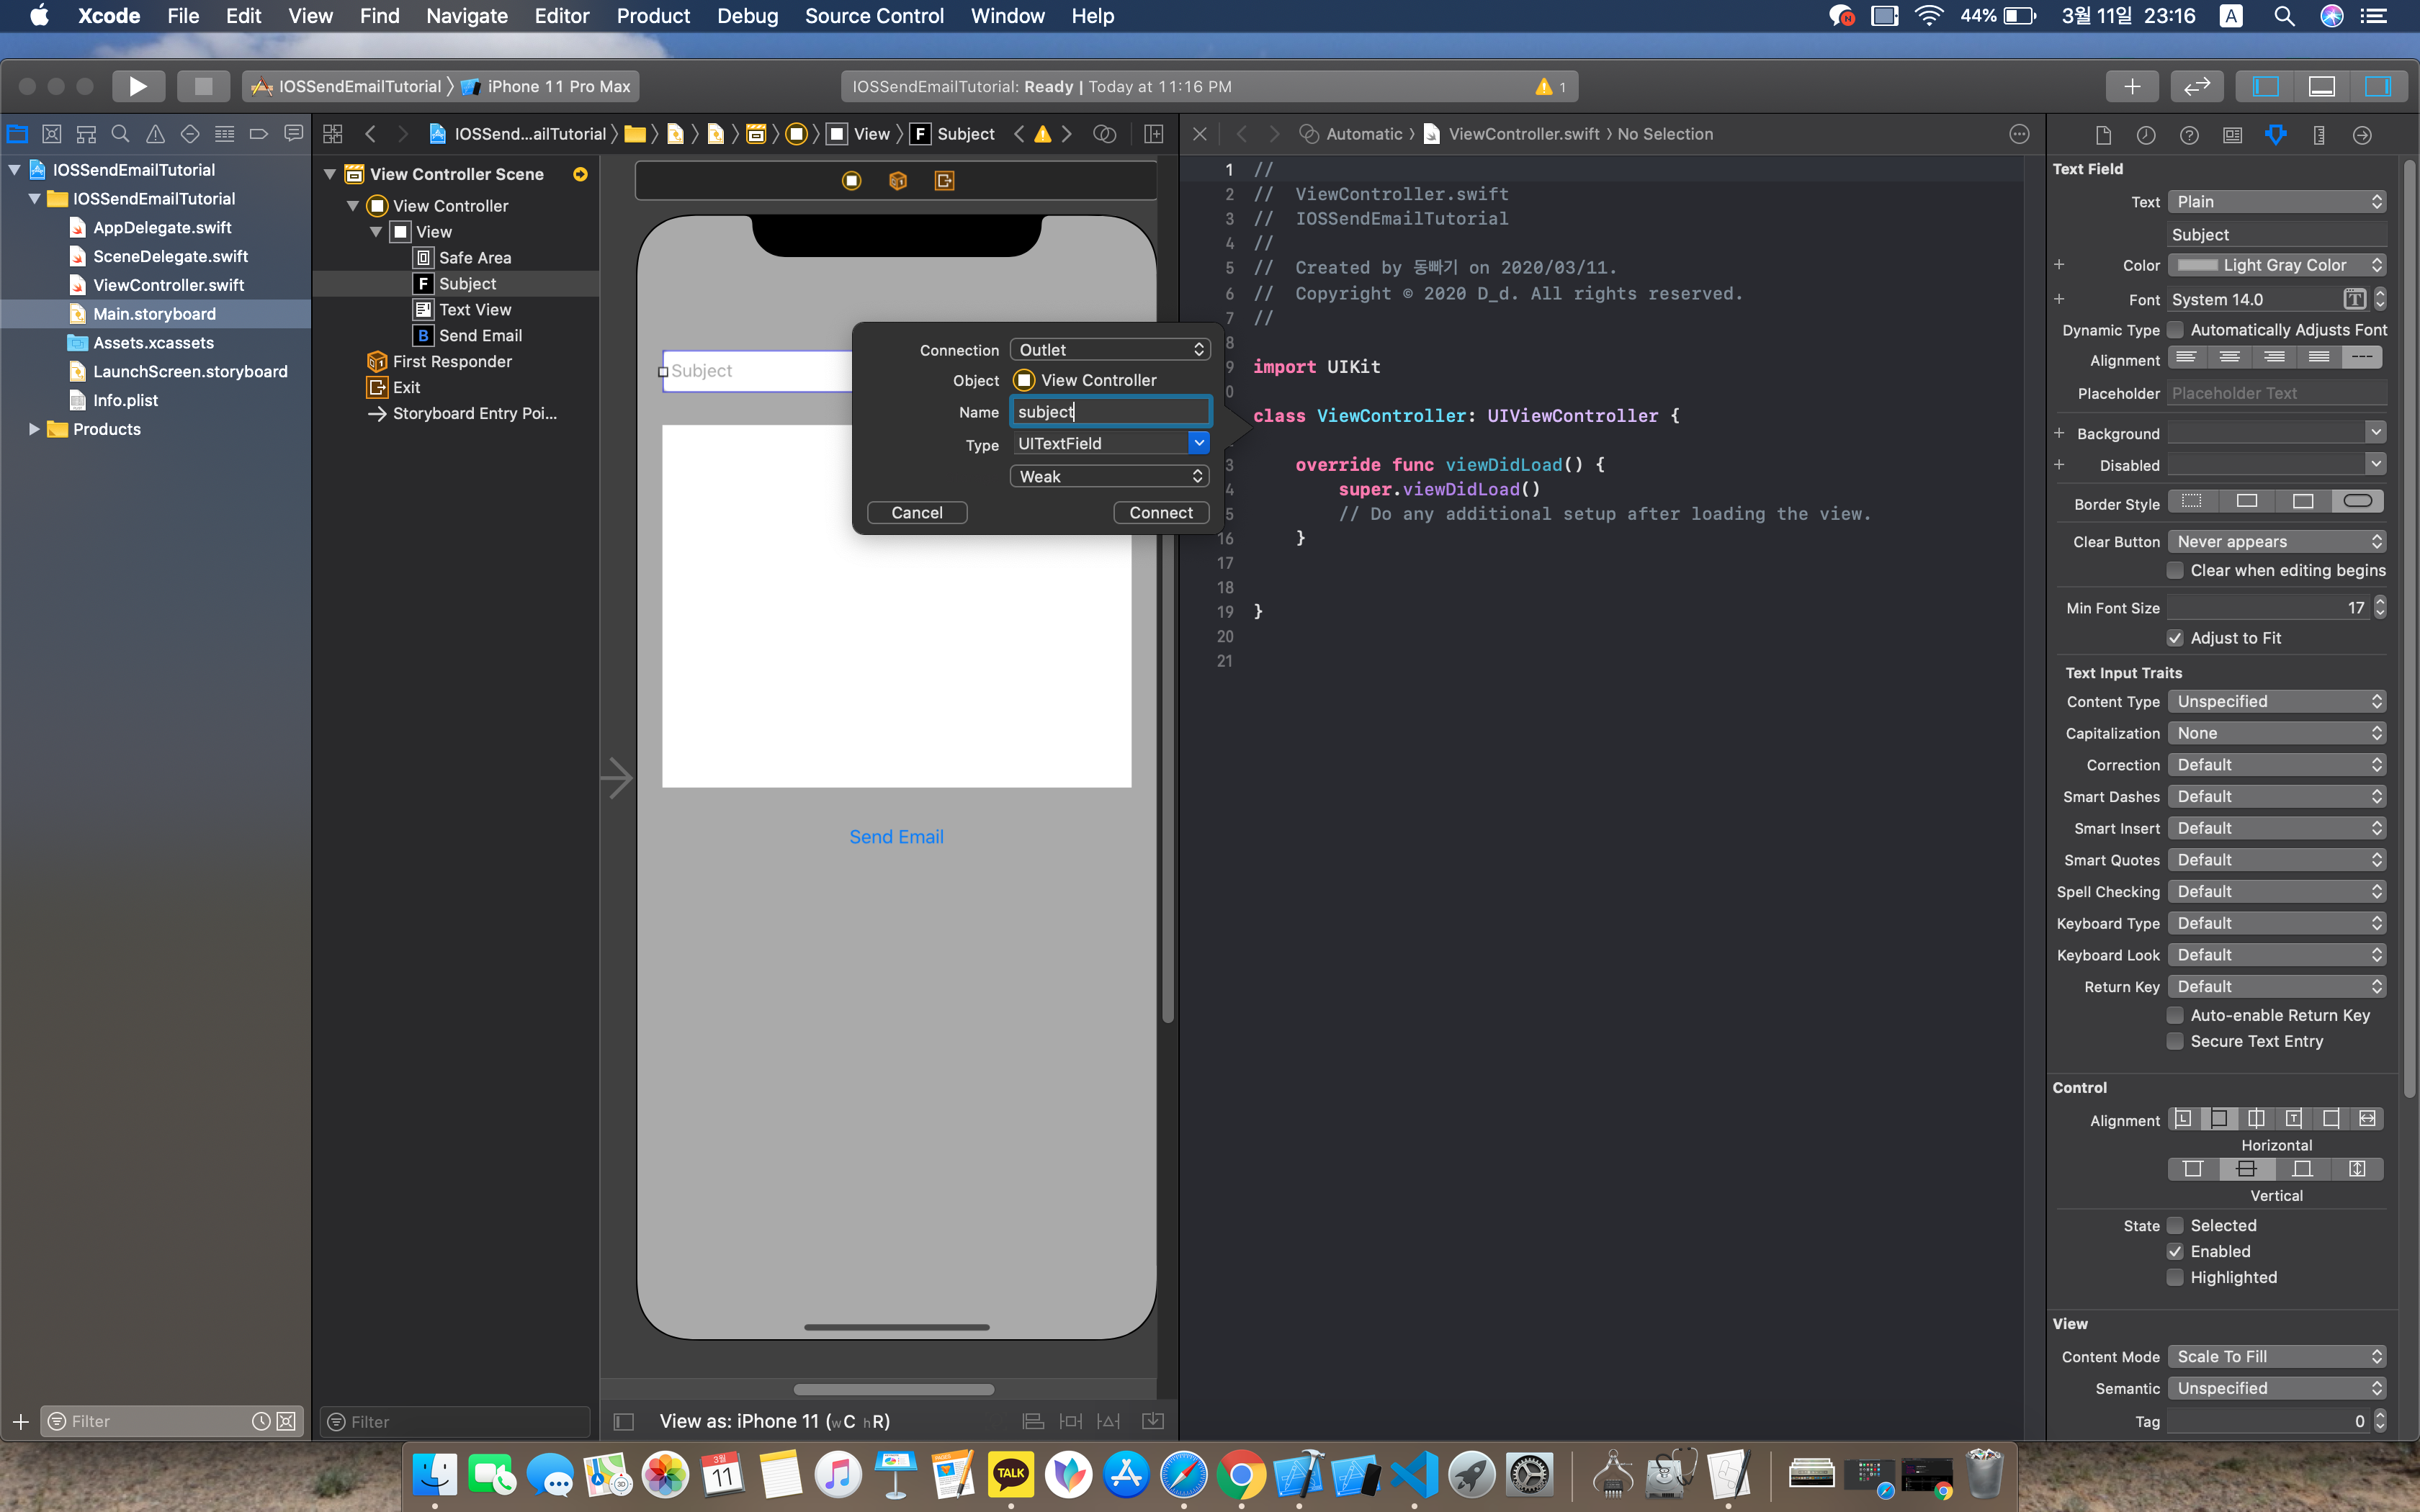 Xcode File Edit View Find Navigate Editor Product Debug Source Control Window Help
44% 3월 11일 23:16 A
IOSSendEmailTutorial iPhone 11 Pro Max
IOSSendEmailTutorial: Ready | Today at 11:16 PM 1
IOSSend...ailTutorial View F Subject
Automatic ViewController.swift No Selection
IOSSendEmailTutorial
IOSSendEmailTutorial
AppDelegate.swift
SceneDelegate.swift
ViewController.swift
Main.storyboard
Assets.xcassets
LaunchScreen.storyboard
Info.plist
Products
Filter
View Controller Scene
View Controller
View
Safe Area
F Subject
Text View
B Send Email
First Responder
Exit
Storyboard Entry Poi...
Filter
Subject
Send Email
View as: iPhone 11 (wC hR)
Connection Outlet
Object View Controller
Name subject
Type UITextField
Weak
Cancel Connect
1 //
2 // ViewController.swift
3 // IOSSendEmailTutorial
4 //
5 // Created by 동빠기 on 2020/03/11.
6 // Copyright © 2020 D_d. All rights reserved.
7 //
8
9 import UIKit
0
class ViewController: UIViewController {
3 override func viewDidLoad() {
4 super.viewDidLoad()
5 // Do any additional setup after loading the view.
16 }
17
18
19 }
20
21
Text Field
Text Plain
Subject
Color Light Gray Color
Font System 14.0
Dynamic Type Automatically Adjusts Font
Alignment
Placeholder Placeholder Text
Background
Disabled
Border Style
Clear Button Never appears
Clear when editing begins
Min Font Size 17
Adjust to Fit
Text Input Traits
Content Type Unspecified
Capitalization None
Correction Default
Smart Dashes Default
Smart Insert Default
Smart Quotes Default
Spell Checking Default
Keyboard Type Default
Keyboard Look Default
Return Key Default
Auto-enable Return Key
Secure Text Entry
Control
Alignment
Horizontal
Vertical
State Selected
Enabled
Highlighted
View
Content Mode Scale To Fill
Semantic Unspecified
Tag 0
3월
11
TALK